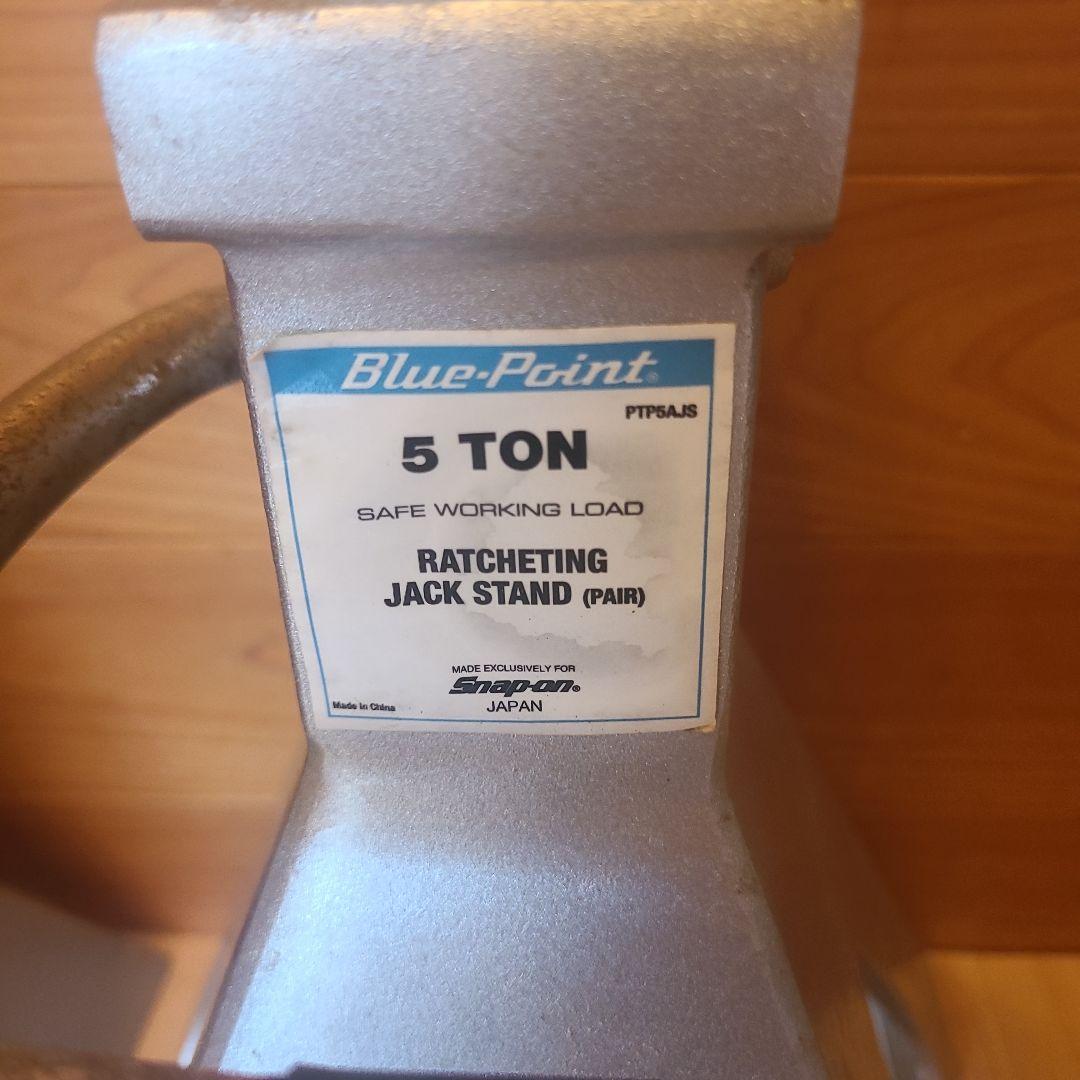 Blue-Point®
PTP5AJS
5 TON
SAFE WORKING LOAD
RATCHETING
JACK STAND (PAIR)
MADE EXCLUSIVELY FOR
Snap-on®
JAPAN
Made In China